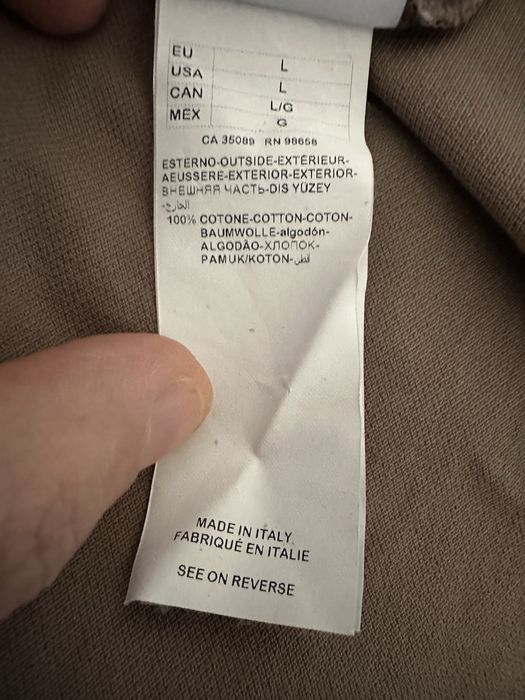 EU L
USA L
CAN L/G
MEX G
CA 35089 RN 98658
ESTERNO-OUTSIDE-EXTÉRIEUR-
AEUSSERE-EXTERIOR-EXTERIOR-
ВНЕШНЯЯ ЧАСТЬ-DIS YÜZEY
-الخارج
100% COTONE-COTTON-COTON-
BAUMWOLLE-algodón-
ALGODÃO-ХЛОПОК-
PAMUK/KOTON-قطن
MADE IN ITALY
FABRIQUÉ EN ITALIE
SEE ON REVERSE